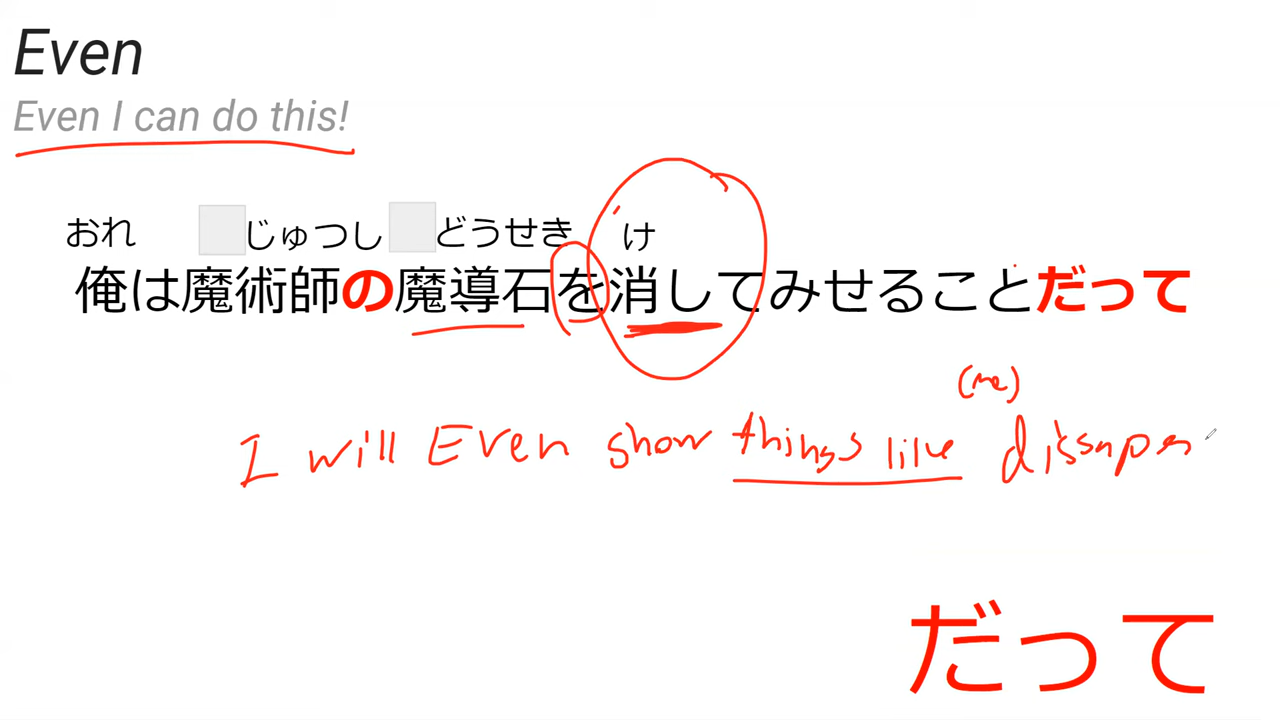 Even
Even I can do this!
おれ じゅつし どうせき け
俺は魔術師の魔導石を消してみせることだって
(me)
I will Even show things like
だって